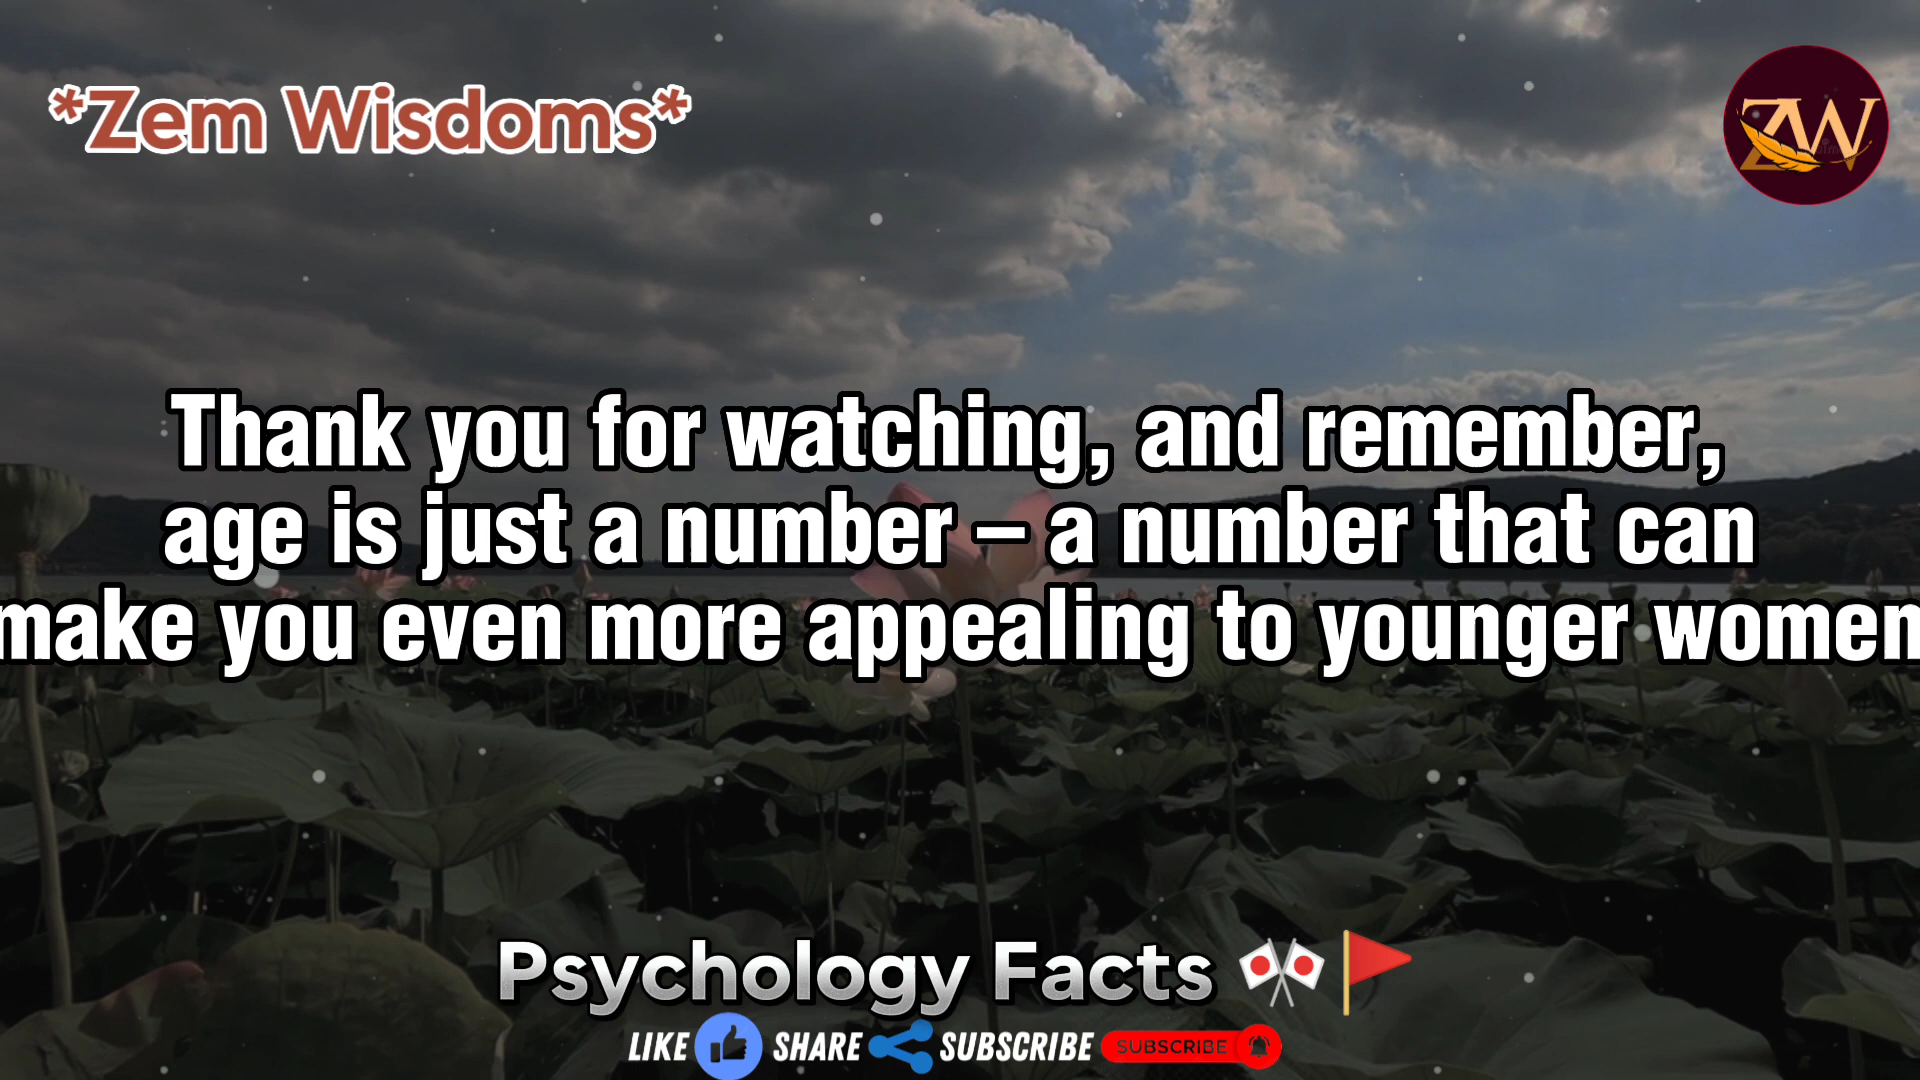 *Zem Wisdoms*
ZW
Thank you for watching, and remember,
age is just a number – a number that can
make you even more appealing to younger women
Psychology Facts
LIKE SHARE SUBSCRIBE SUBSCRIBE